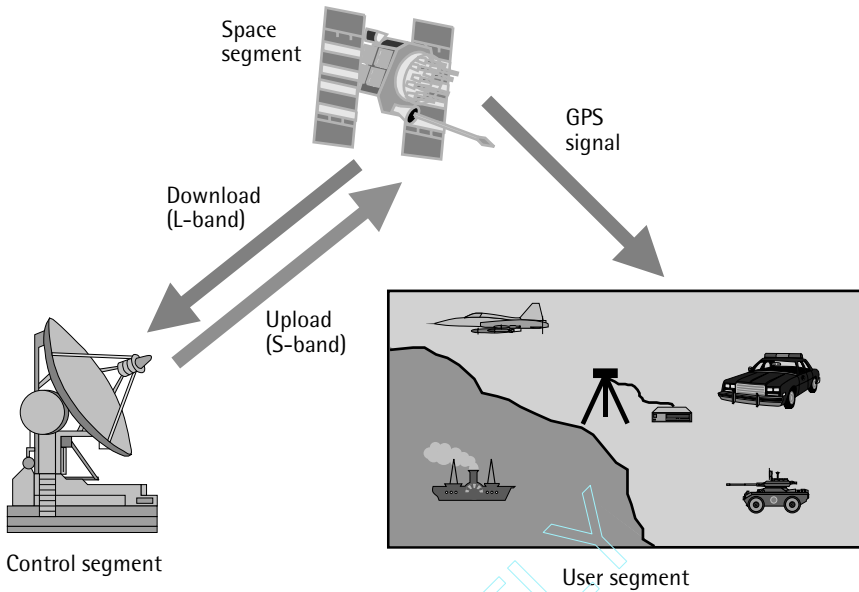 Space
segment
GPS
signal
Download
(L-band)
Upload
(S-band)
Control segment
User segment